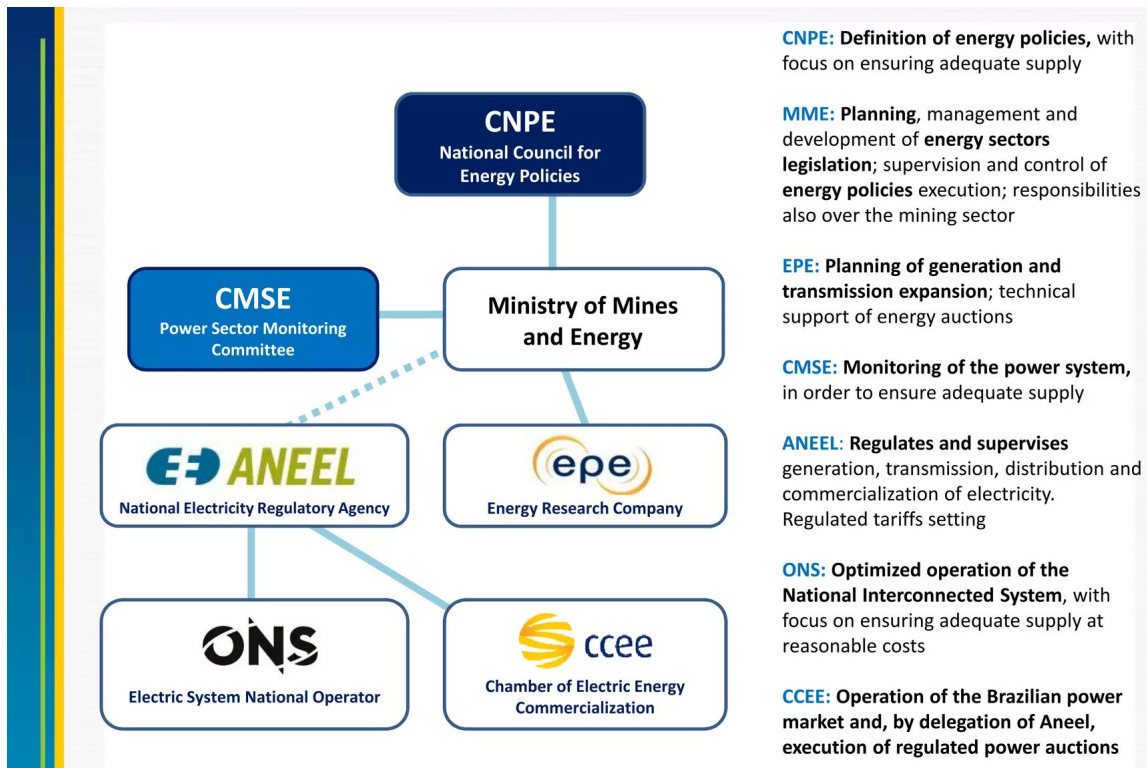 CNPE
National Council for
Energy Policies
CMSE
Power Sector Monitoring
Committee
Ministry of Mines
and Energy
ANEEL
National Electricity Regulatory Agency
epe
Energy Research Company
ONS
Electric System National Operator
ccee
Chamber of Electric Energy
Commercialization
CNPE: Definition of energy policies, with
focus on ensuring adequate supply
MME: Planning, management and
development of energy sectors
legislation; supervision and control of
energy policies execution; responsibilities
also over the mining sector
EPE: Planning of generation and
transmission expansion; technical
support of energy auctions
CMSE: Monitoring of the power system,
in order to ensure adequate supply
ANEEL: Regulates and supervises
generation, transmission, distribution and
commercialization of electricity.
Regulated tariffs setting
ONS: Optimized operation of the
National Interconnected System, with
focus on ensuring adequate supply at
reasonable costs
CCEE: Operation of the Brazilian power
market and, by delegation of Aneel,
execution of regulated power auctions